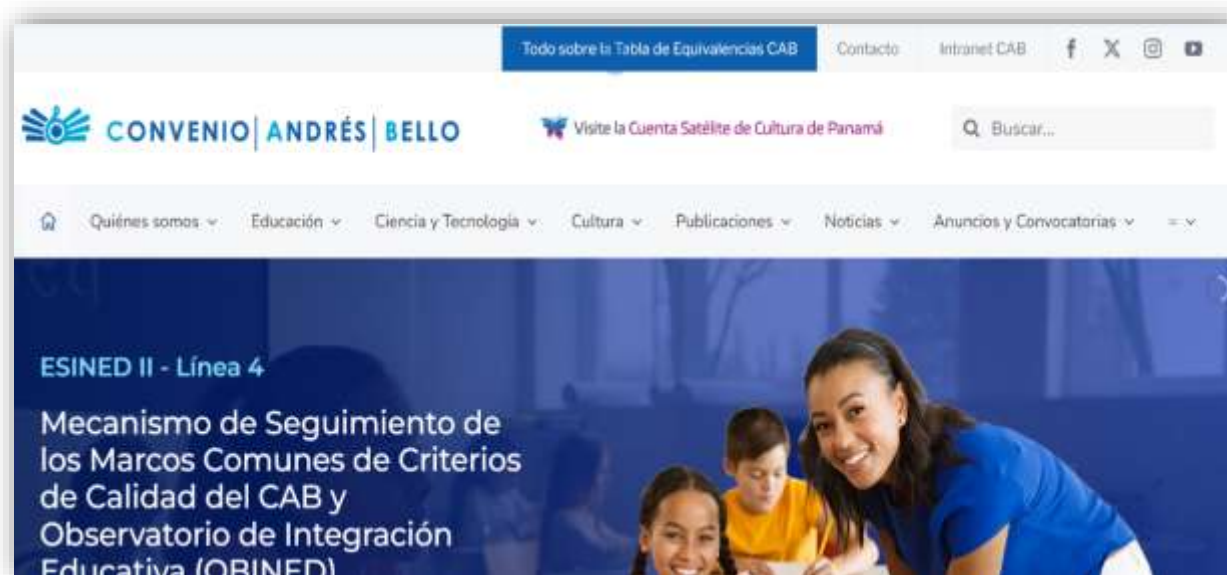 Todo sobre la Tabla de Equivalencias CAB Contacto Intranet CAB
CONVENIO ANDRÉS BELLO Visite la Cuenta Satélite de Cultura de Panamá Buscar...
Quiénes somos Educación Ciencia y Tecnología Cultura Publicaciones Noticias Anuncios y Convocatorias
ESINED II - Línea 4
Mecanismo de Seguimiento de
los Marcos Comunes de Criterios
de Calidad del CAB y
Observatorio de Integración
Educativa (OBINED)